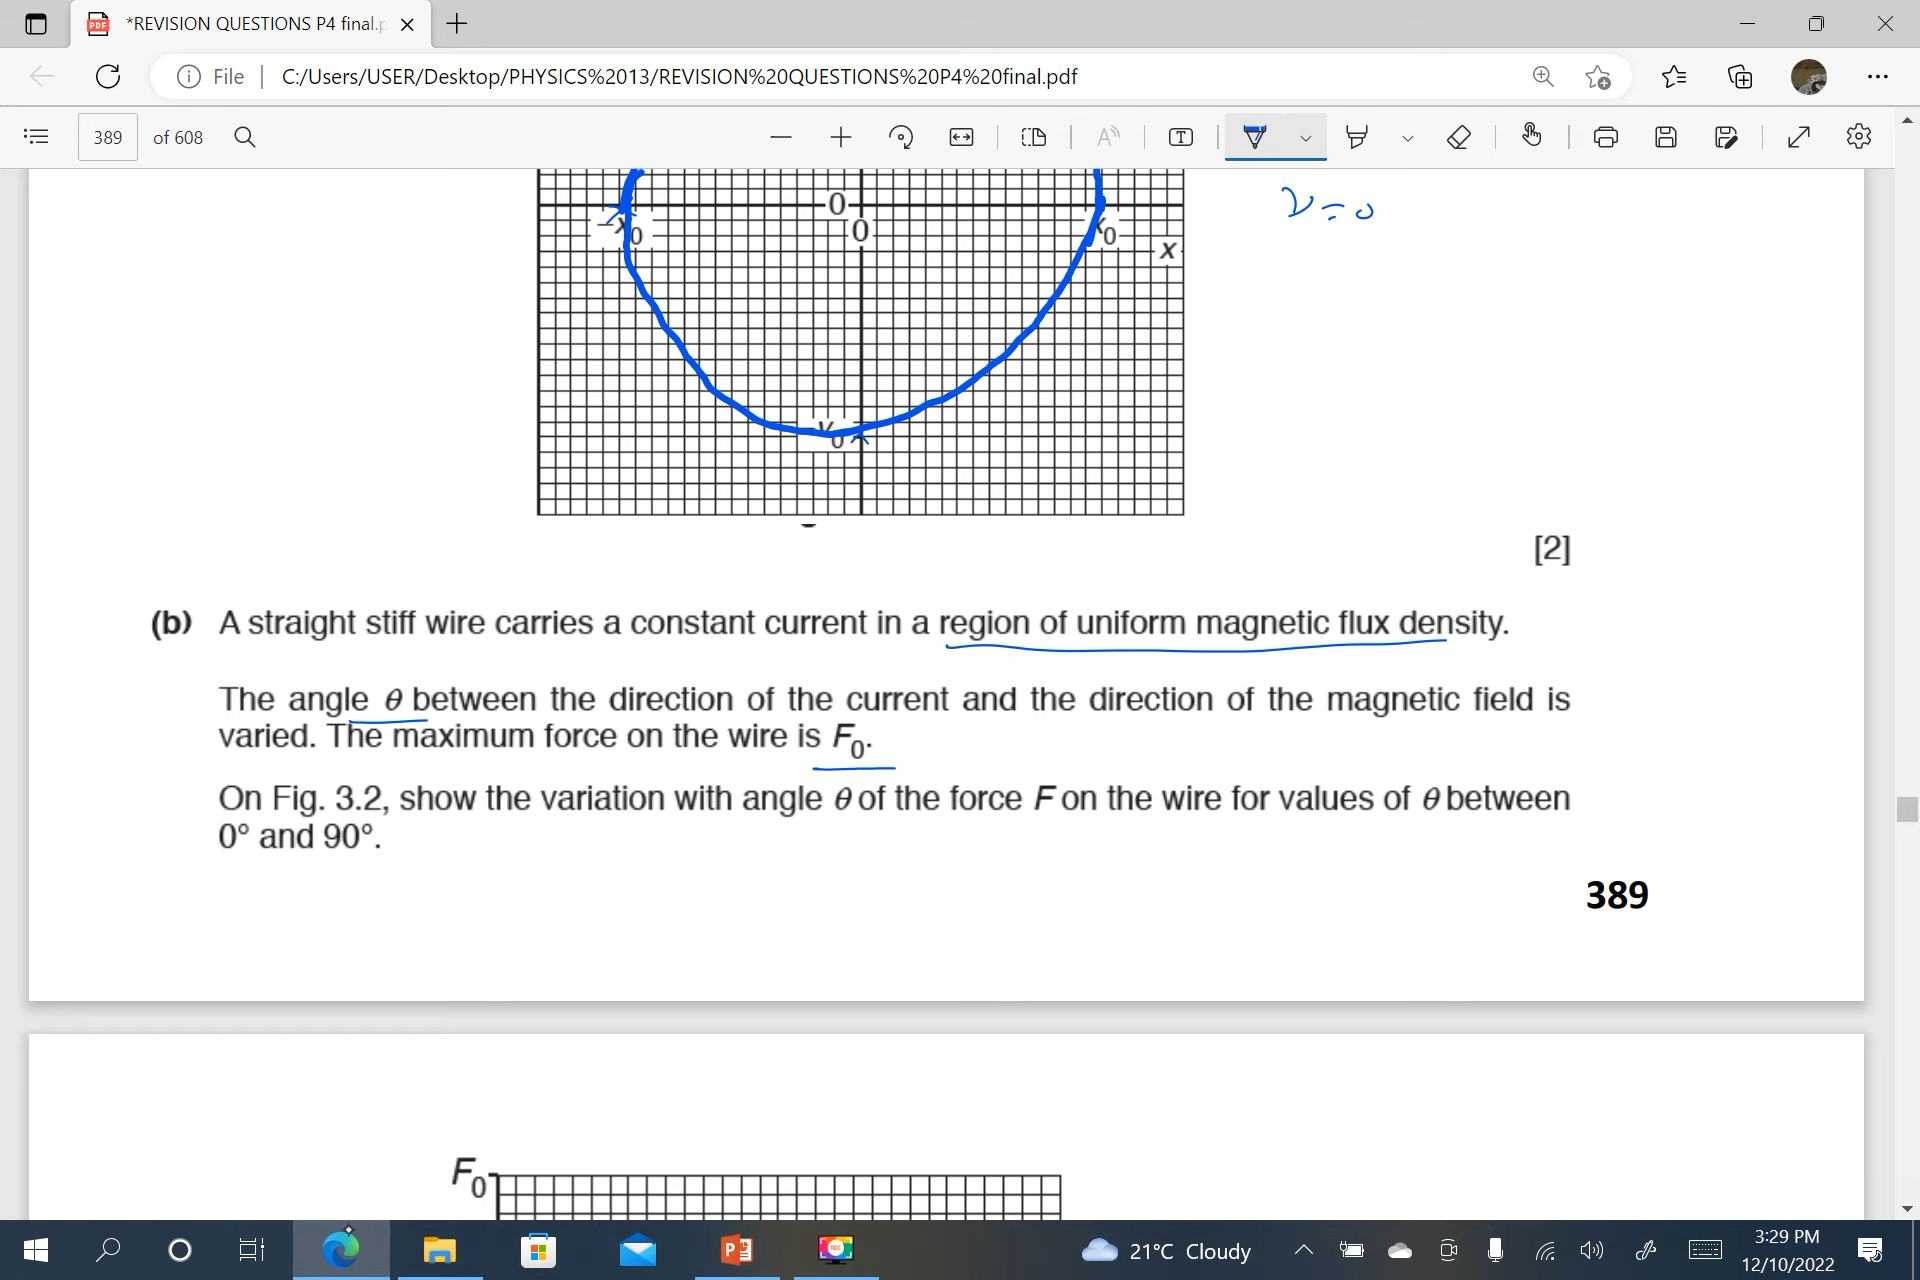 *REVISION QUESTIONS P4 final.p
File
C:/Users/USER/Desktop/PHYSICS%2013/REVISION%20QUESTIONS%20P4%20final.pdf
389 of 608
ν = 0
0
–x0
0
x0
x
–v0
[2]
(b) A straight stiff wire carries a constant current in a region of uniform magnetic flux density.
The angle θ between the direction of the current and the direction of the magnetic field is
varied. The maximum force on the wire is F0.
On Fig. 3.2, show the variation with angle θ of the force F on the wire for values of θ between
0° and 90°.
389
F0
21°C Cloudy
3:29 PM
12/10/2022